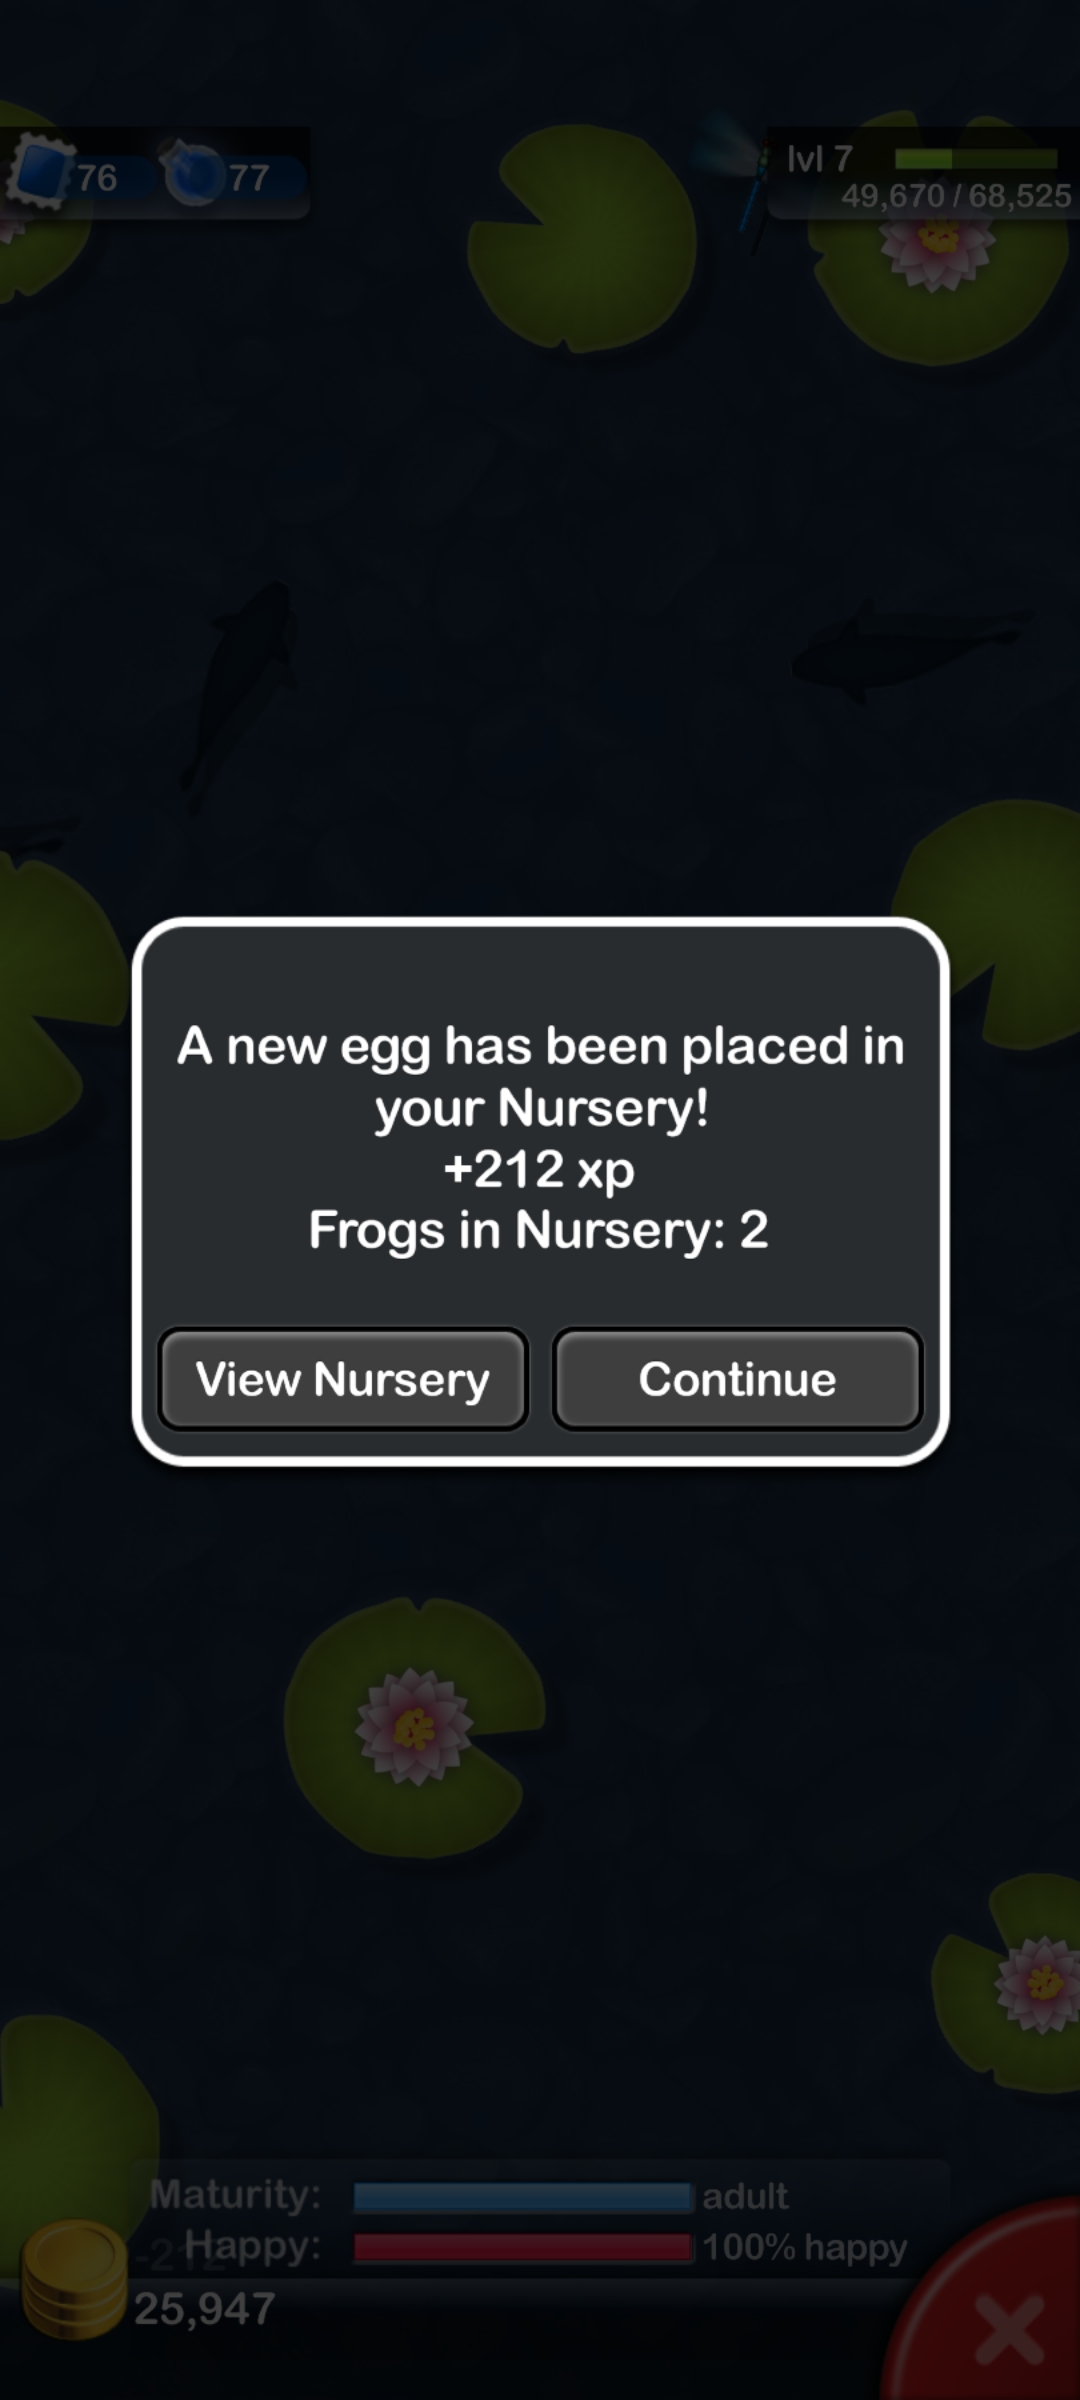 76 77
lvl 7
49,670 / 68,525
A new egg has been placed in
your Nursery!
+212 xp
Frogs in Nursery: 2
View Nursery Continue
Maturity: adult
Happy: 100% happy
-212
25,947